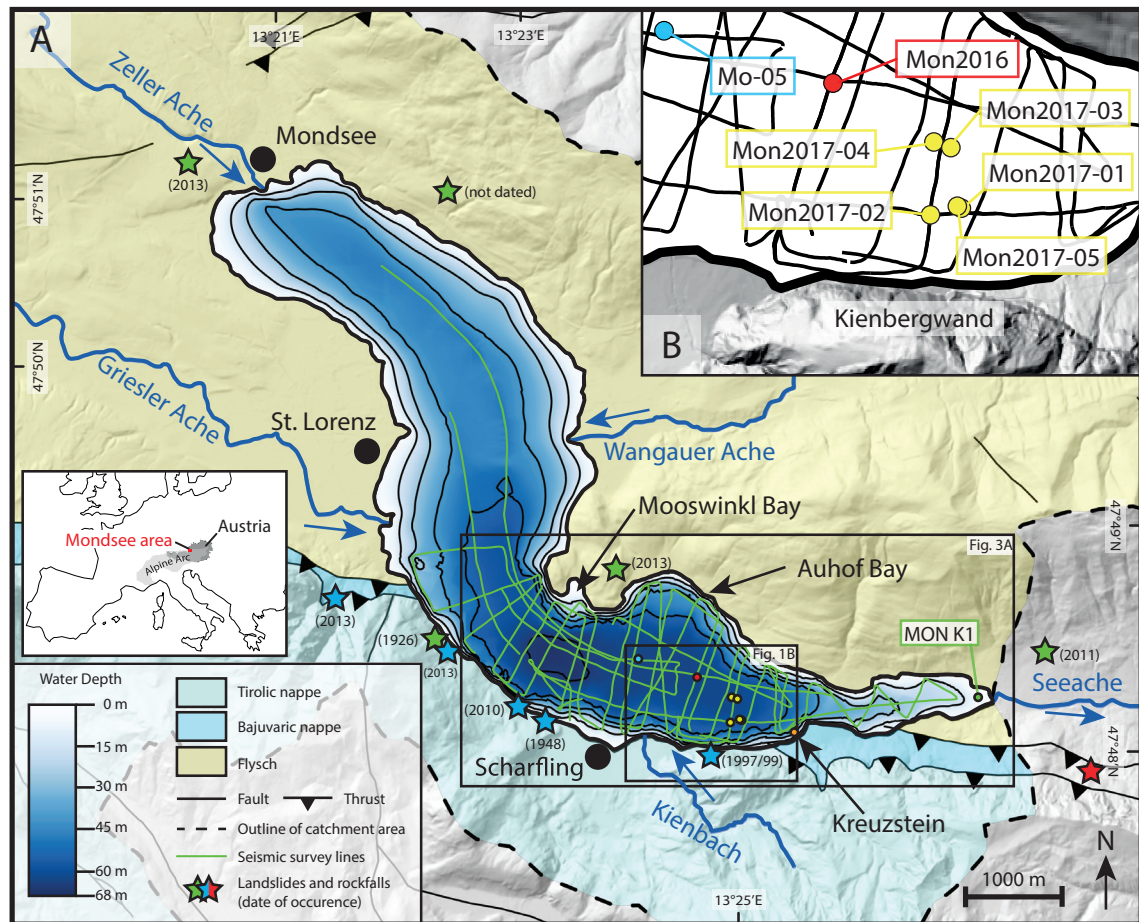 A
13°21'E
13°23'E
Zeller Ache
Mondsee
(2013)
(not dated)
47°51'N
47°50'N
Griesler Ache
St. Lorenz
Wangauer Ache
Mooswinkl Bay
47°49'N
Fig. 3A
(2013)
Auhof Bay
MON K1
(2011)
Seeache
Fig. 1B
(2013)
(1926)
(2013)
(2010)
(1948)
Scharfling
(1997/99)
Kienbach
Kreuzstein
47°48'N
13°25'E
N
1000 m
Mo-05
Mon2016
Mon2017-03
Mon2017-04
Mon2017-01
Mon2017-02
Mon2017-05
Kienbergwand
B
Austria
Mondsee area
Alpine Arc
Water Depth
0 m
15 m
30 m
45 m
60 m
68 m
Tirolic nappe
Bajuvaric nappe
Flysch
Fault
Thrust
Outline of catchment area
Seismic survey lines
Landslides and rockfalls
(date of occurence)